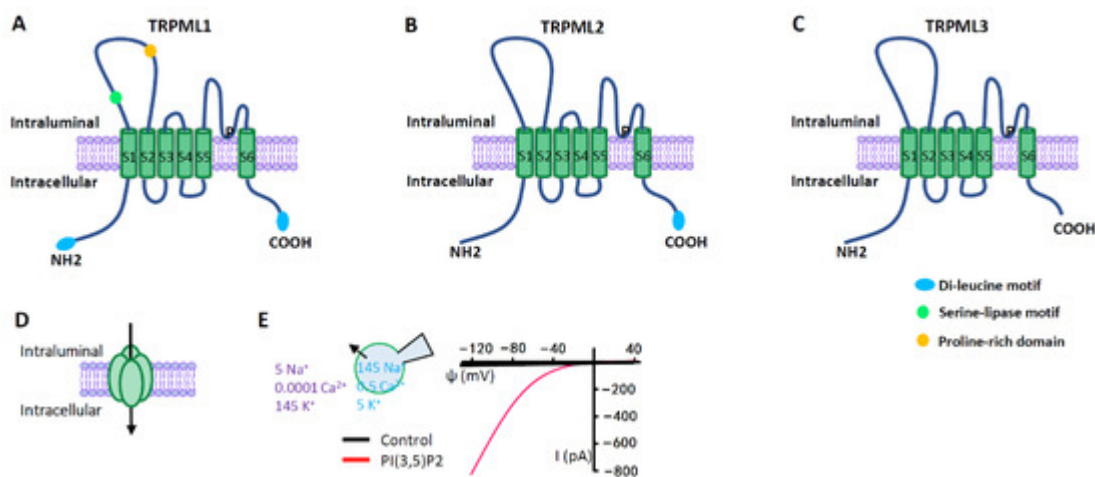 A
TRPML1
Intraluminal
P
S1 S2 S3 S4 S5 S6
Intracellular
NH2
COOH
B
TRPML2
Intraluminal
P
S1 S2 S3 S4 S5 S6
Intracellular
NH2
COOH
C
TRPML3
Intraluminal
P
S1 S2 S3 S4 S5 S6
Intracellular
NH2
COOH
Di-leucine motif
Serine-lipase motif
Proline-rich domain
D
Intraluminal
Intracellular
E
5 Na⁺
0.0001 Ca²⁺
145 K⁺
145 Na
0.5 Ca²⁺
5 K⁺
Control
PI(3,5)P2
−120 −80 −40 0 40
ψ (mV)
−200
−400
−600
−800
I (pA)